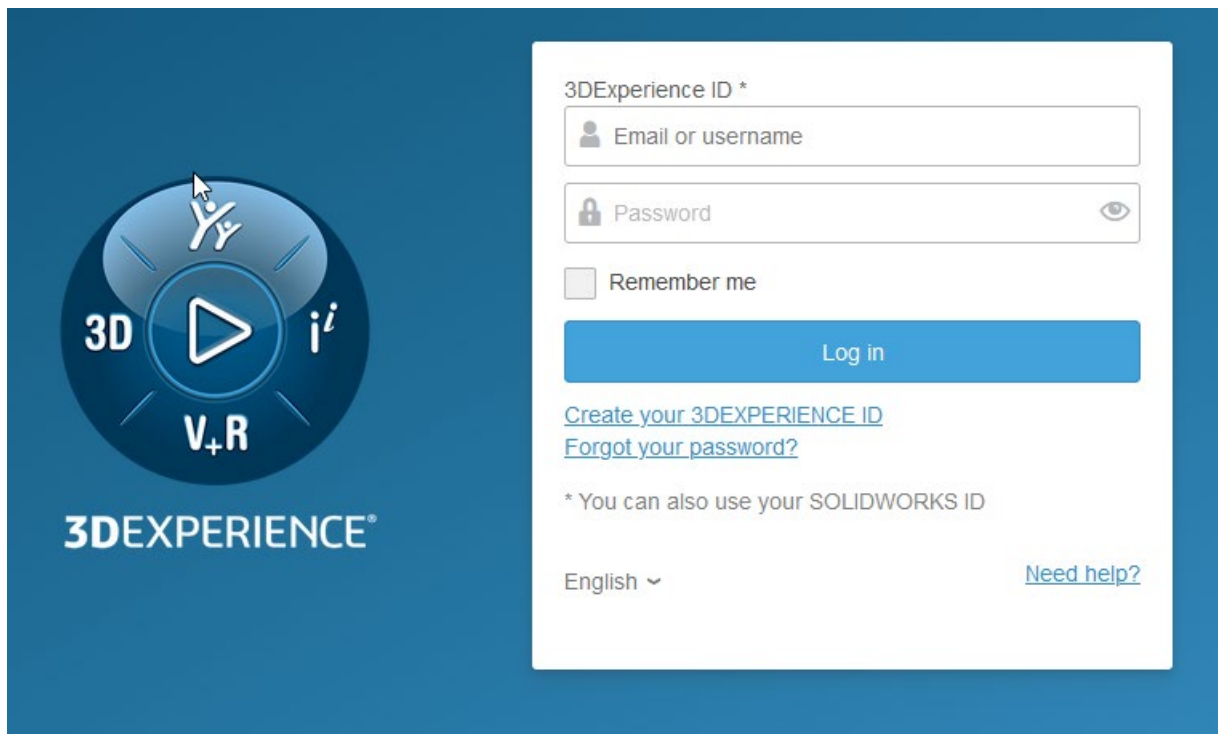 3DExperience ID *
Email or username
Password
Remember me
Log in
Create your 3DEXPERIENCE ID
Forgot your password?
* You can also use your SOLIDWORKS ID
English
Need help?
3D
iⁱ
V+R
3DEXPERIENCE®